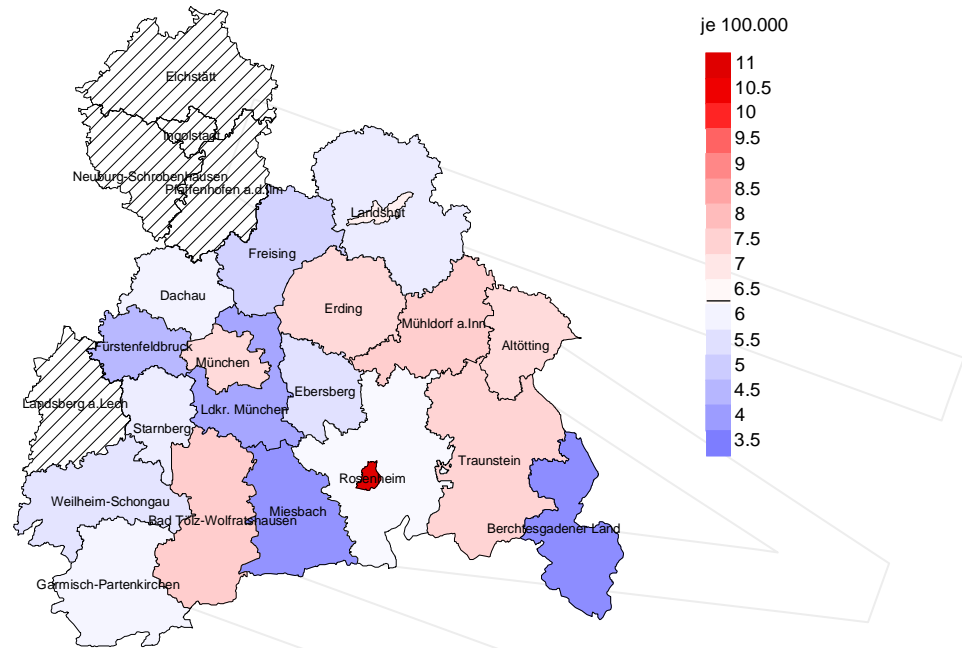 je 100.000
11
10.5
10
9.5
9
8.5
8
7.5
7
6.5
6
5.5
5
4.5
4
3.5
Eichstätt
Ingolstadt
Neuburg-Schrobenhausen
Pfaffenhofen a.d.Ilm
Landshut
Freising
Dachau
Erding
Mühldorf a.Inn
Altötting
Fürstenfeldbruck
München
Ebersberg
Landsberg a.Lech
Ldkr. München
Starnberg
Traunstein
Rosenheim
Weilheim-Schongau
Miesbach
Bad Tölz-Wolfratshausen
Berchtesgadener Land
Garmisch-Partenkirchen